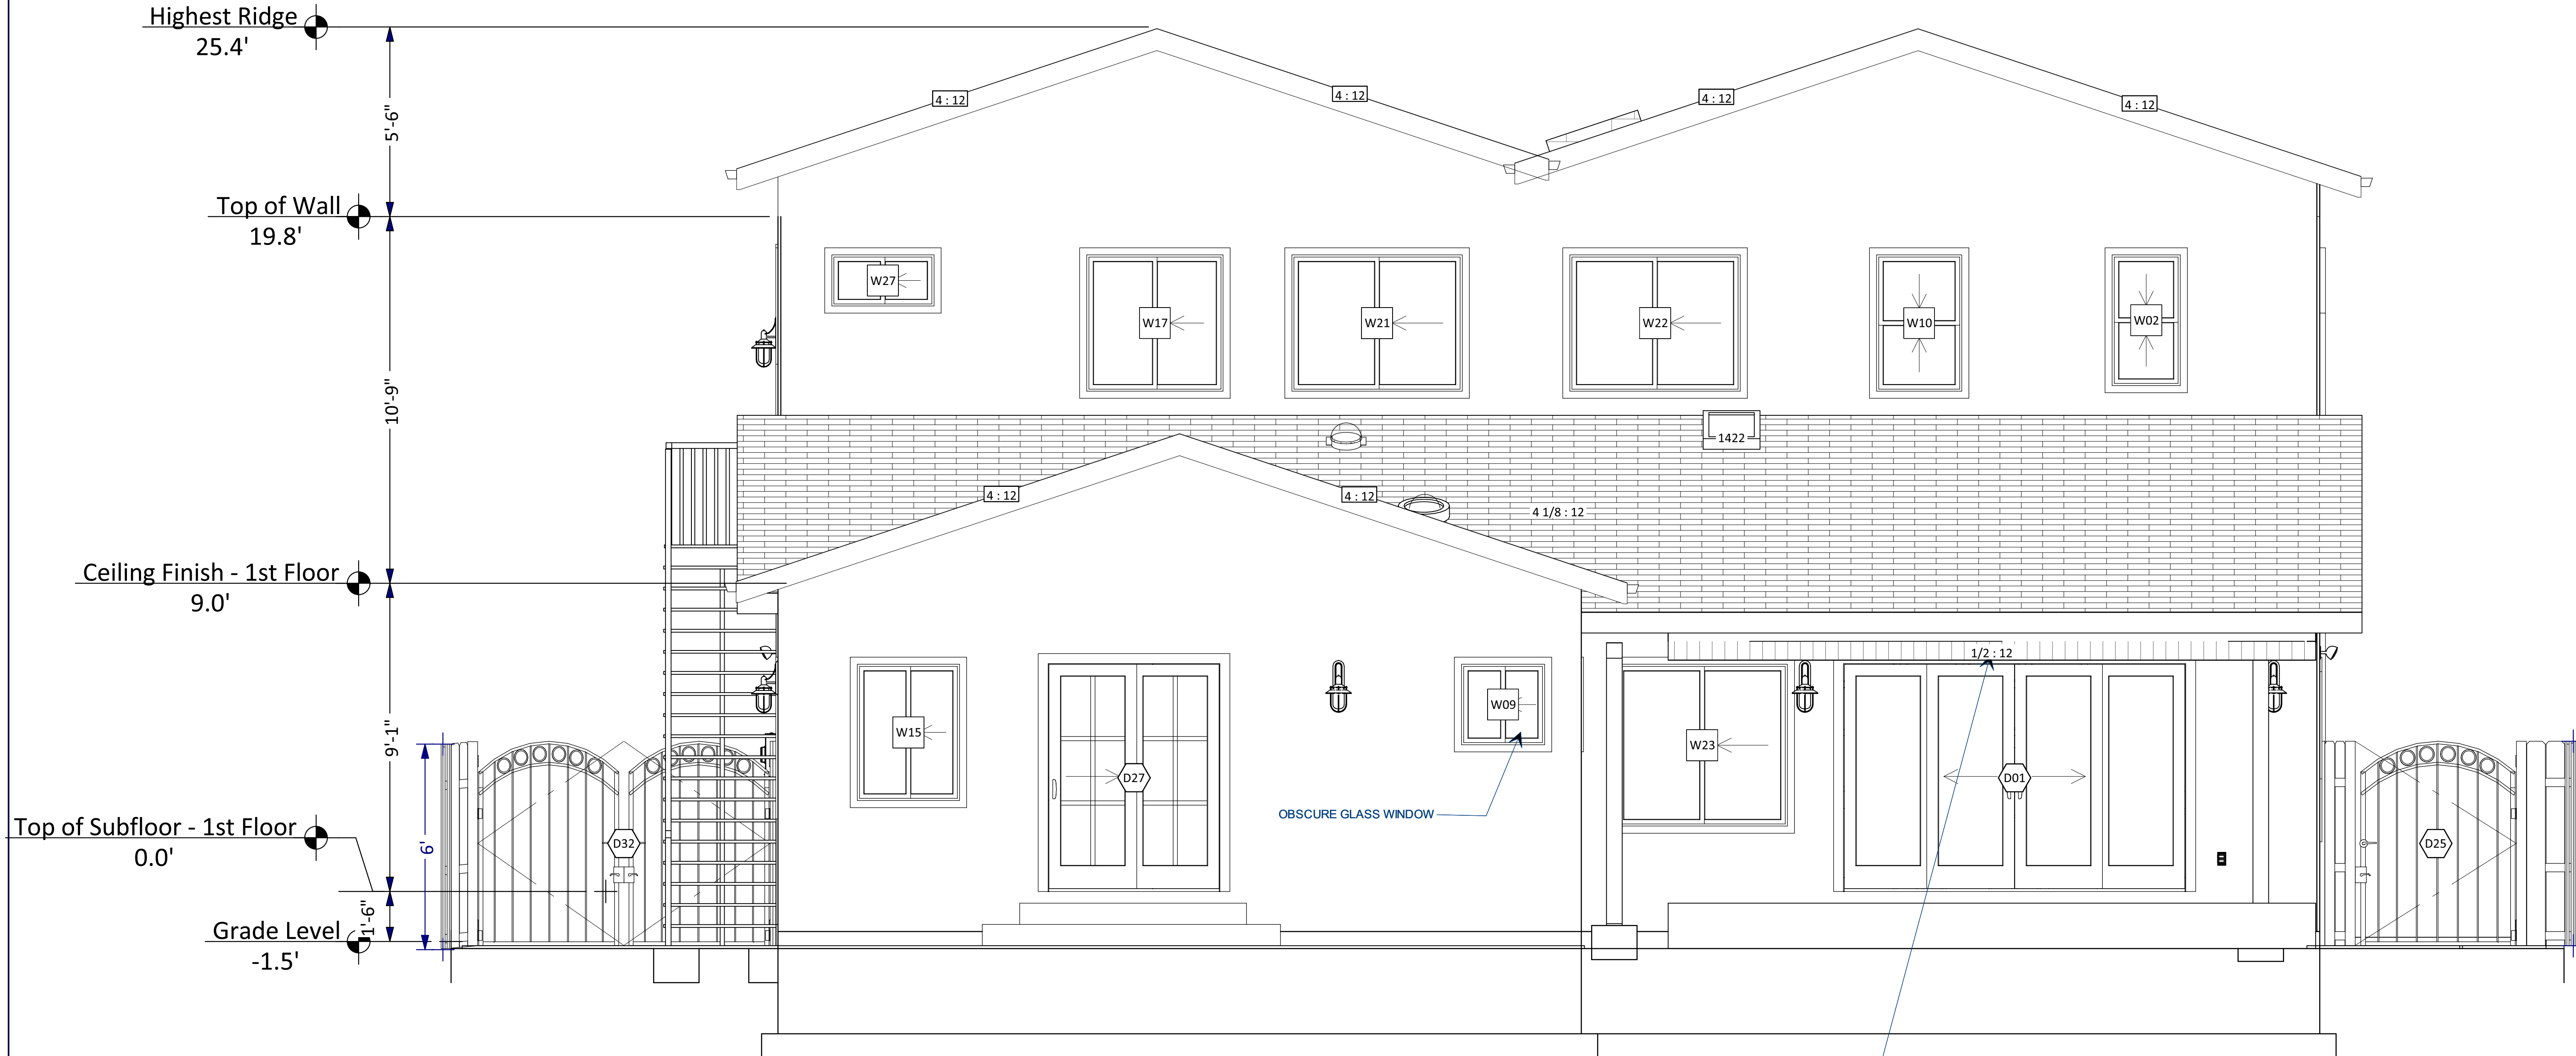 Highest Ridge
25.4'
5'-6"
4 : 12
4 : 12
4 : 12
4 : 12
Top of Wall
19.8'
10'-9"
W27
W17
W21
W22
W10
W02
1422
4 : 12
4 : 12
4 1/8 : 12
Ceiling Finish - 1st Floor
9.0'
9'-1"
1/2 : 12
W15
W09
W23
D27
D01
OBSCURE GLASS WINDOW
Top of Subfloor - 1st Floor
0.0'
6'
D32
D25
1'-6"
Grade Level
-1.5'